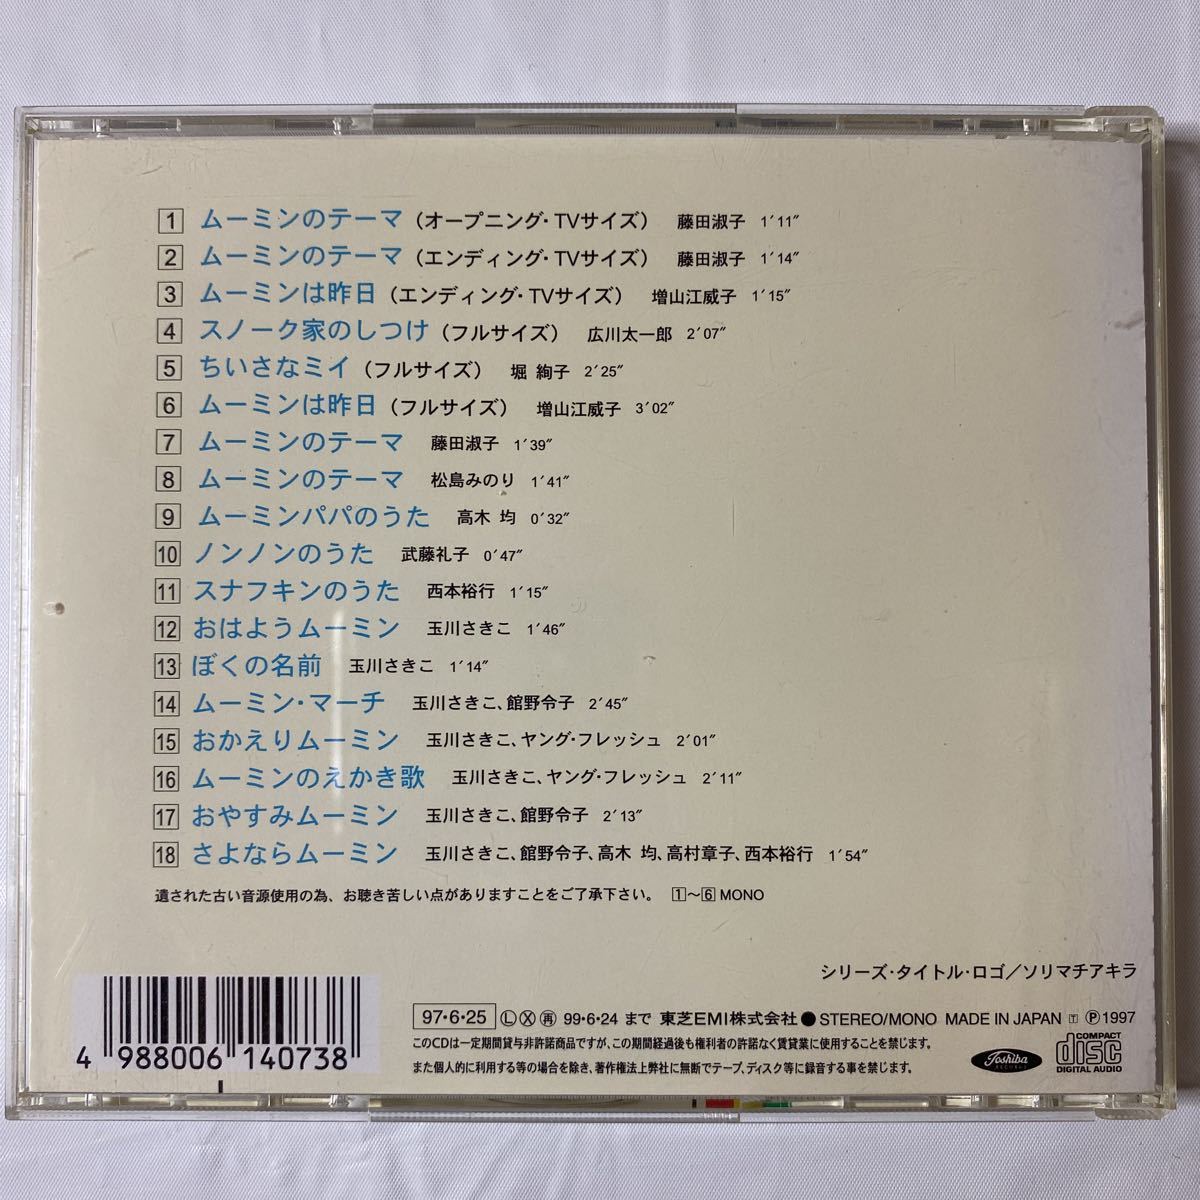 1 ムーミンのテーマ (オープニング・TVサイズ) 藤田淑子 1′11″
2 ムーミンのテーマ (エンディング・TVサイズ) 藤田淑子 1′14″
3 ムーミンは昨日 (エンディング・TVサイズ) 増山江威子 1′15″
4 スノーク家のしつけ (フルサイズ) 広川太一郎 2′07″
5 ちいさなミイ (フルサイズ) 堀 絢子 2′25″
6 ムーミンは昨日 (フルサイズ) 増山江威子 3′02″
7 ムーミンのテーマ 藤田淑子 1′39″
8 ムーミンのテーマ 松島みのり 1′41″
9 ムーミンパパのうた 高木 均 0′32″
10 ノンノンのうた 武藤礼子 0′47″
11 スナフキンのうた 西本裕行 1′15″
12 おはようムーミン 玉川さきこ 1′46″
13 ぼくの名前 玉川さきこ 1′14″
14 ムーミン・マーチ 玉川さきこ、館野令子 2′45″
15 おかえりムーミン 玉川さきこ、ヤング・フレッシュ 2′01″
16 ムーミンのえかき歌 玉川さきこ、ヤング・フレッシュ 2′11″
17 おやすみムーミン 玉川さきこ、館野令子 2′13″
18 さよならムーミン 玉川さきこ、館野令子、高木 均、高村章子、西本裕行 1′54″
遺された古い音源使用の為、お聴き苦しい点がありますことをご了承下さい。 1〜6 MONO
シリーズ・タイトル・ロゴ／ソリマチアキラ
97・6・25 Ⓛ Ⓧ 再 99・6・24 まで 東芝EMI株式会社 ● STEREO/MONO MADE IN JAPAN T Ⓟ 1997
このCDは一定期間貸与非許諾商品ですが、この期間経過後も権利者の許諾なく賃貸業に使用することを禁じます。
また個人的に利用する等の場合を除き、著作権法上弊社に無断でテープ、ディスク等に録音する事を禁じます。
Toshiba
RECORDS
COMPACT
disc
DIGITAL AUDIO
4 988006 140738